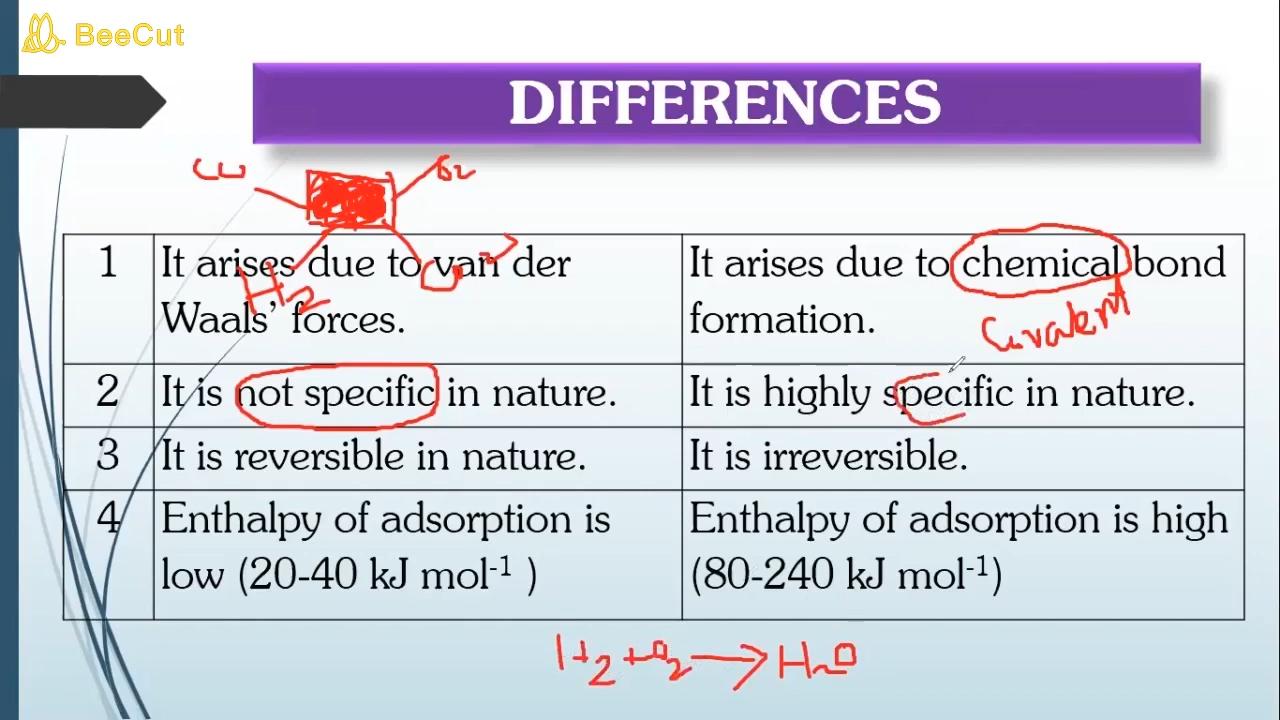 BeeCut
DIFFERENCES
H2
1
It arises due to van der
Waals' forces.
It arises due to chemical bond
formation.
Covalent
2
It is not specific in nature.
It is highly specific in nature.
3
It is reversible in nature.
It is irreversible.
4
Enthalpy of adsorption is
low (20-40 kJ mol-1 )
Enthalpy of adsorption is high
(80-240 kJ mol-1)
H2 + O2 → H2O